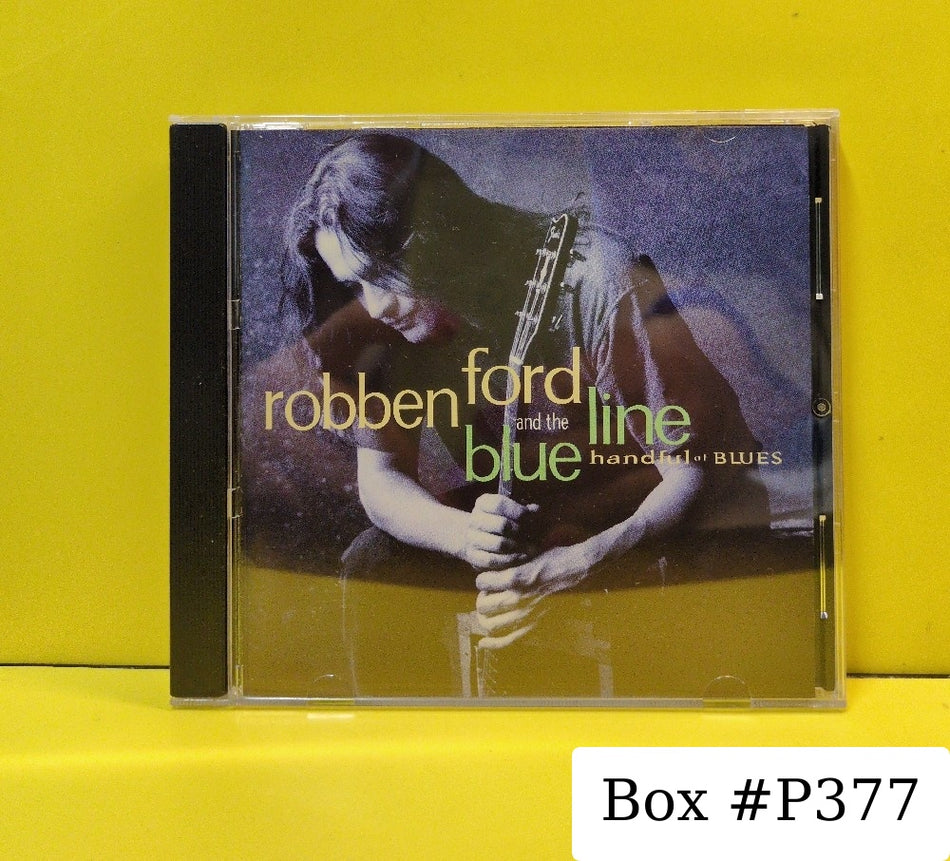 robben ford
and the
blue line
handful of BLUES
Box #P377